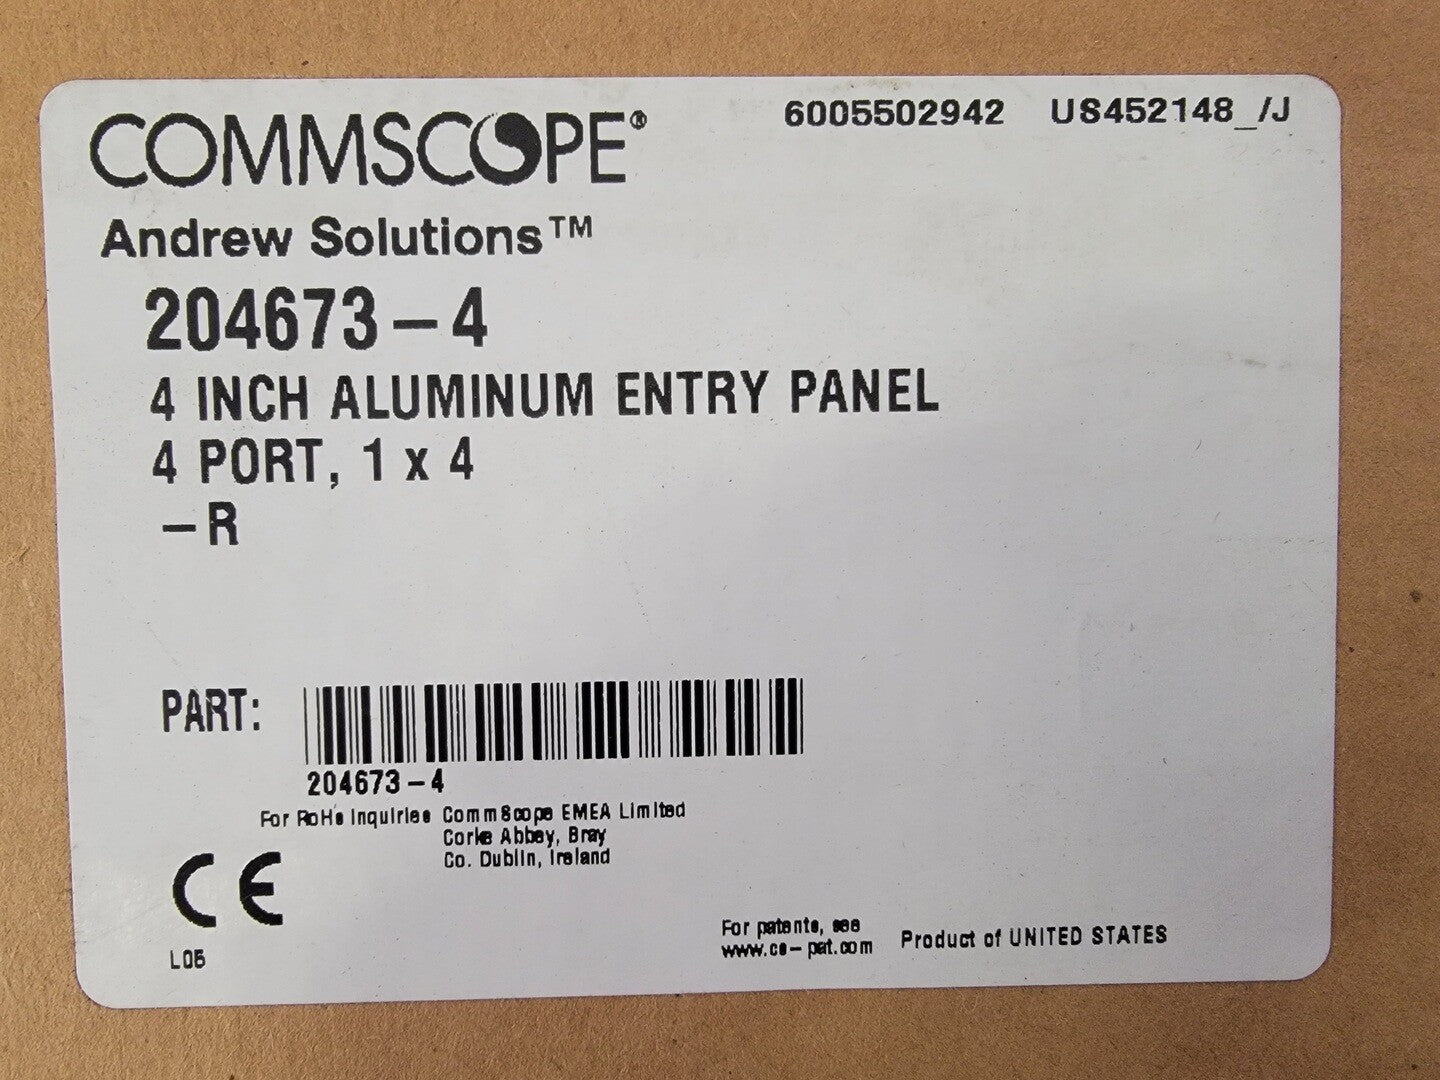 COMMSCOPE®
6005502942 US452148_/J
Andrew Solutions™
204673-4
4 INCH ALUMINUM ENTRY PANEL
4 PORT, 1 x 4
-R
PART:
204673-4
For RoHs Inquiries CommScope EMEA Limited
Corke Abbey, Bray
Co. Dublin, Ireland
CE
L05
For patents, see
www.cs-pat.com
Product of UNITED STATES